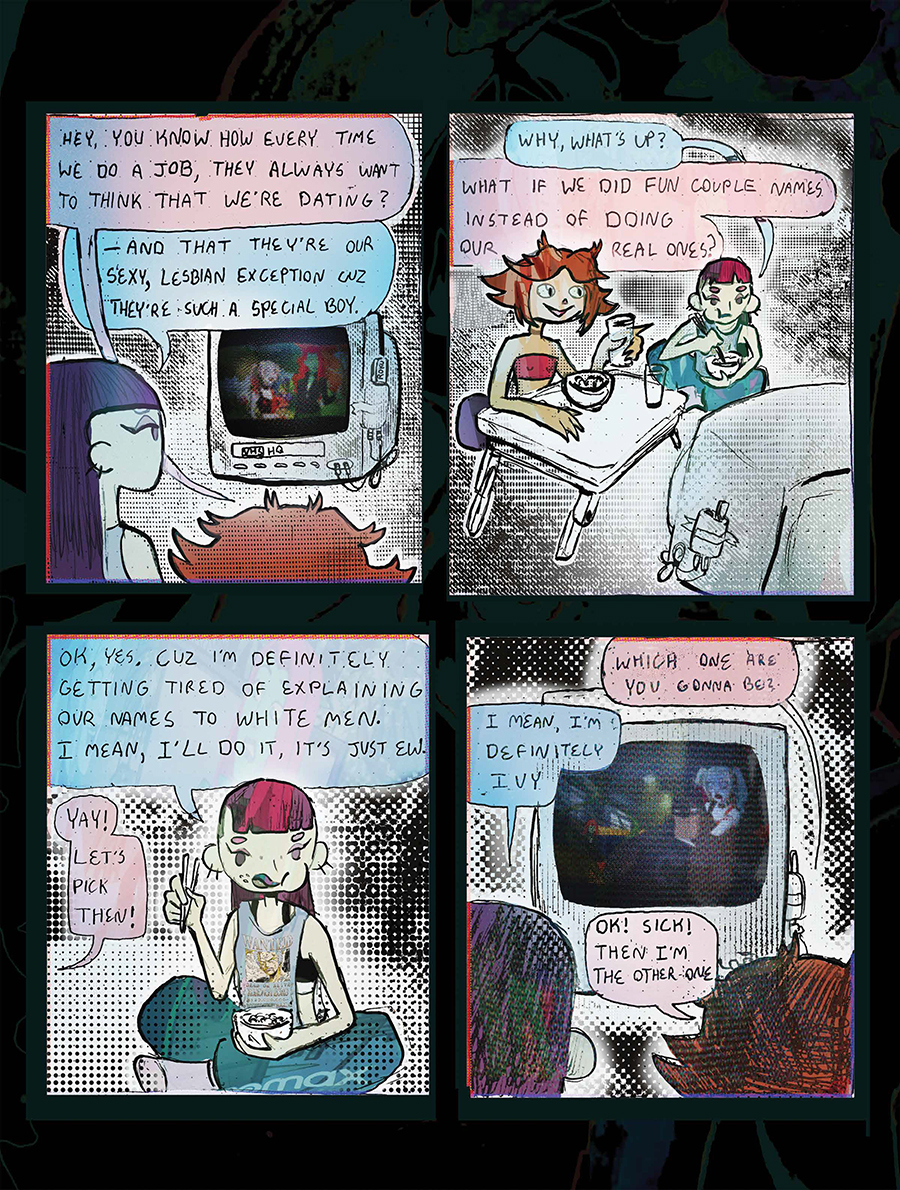 HEY, YOU KNOW HOW EVERY TIME
WE DO A JOB, THEY ALWAYS WANT
TO THINK THAT WE'RE DATING?
—AND THAT THEY'RE OUR
SEXY, LESBIAN EXCEPTION CUZ
THEY'RE SUCH A SPECIAL BOY.
VHS HQ
WHY, WHAT'S UP?
WHAT IF WE DID FUN COUPLE NAMES
INSTEAD OF DOING
OUR REAL ONES?
OK, YES. CUZ I'M DEFINITELY
GETTING TIRED OF EXPLAINING
OUR NAMES TO WHITE MEN.
I MEAN, I'LL DO IT, IT'S JUST EW.
YAY!
LET'S
PICK
THEN!
WANTED
WHICH ONE ARE
YOU GONNA BE?
I MEAN, I'M
DEFINITELY
IVY
OK! SICK!
THEN I'M
THE OTHER ONE